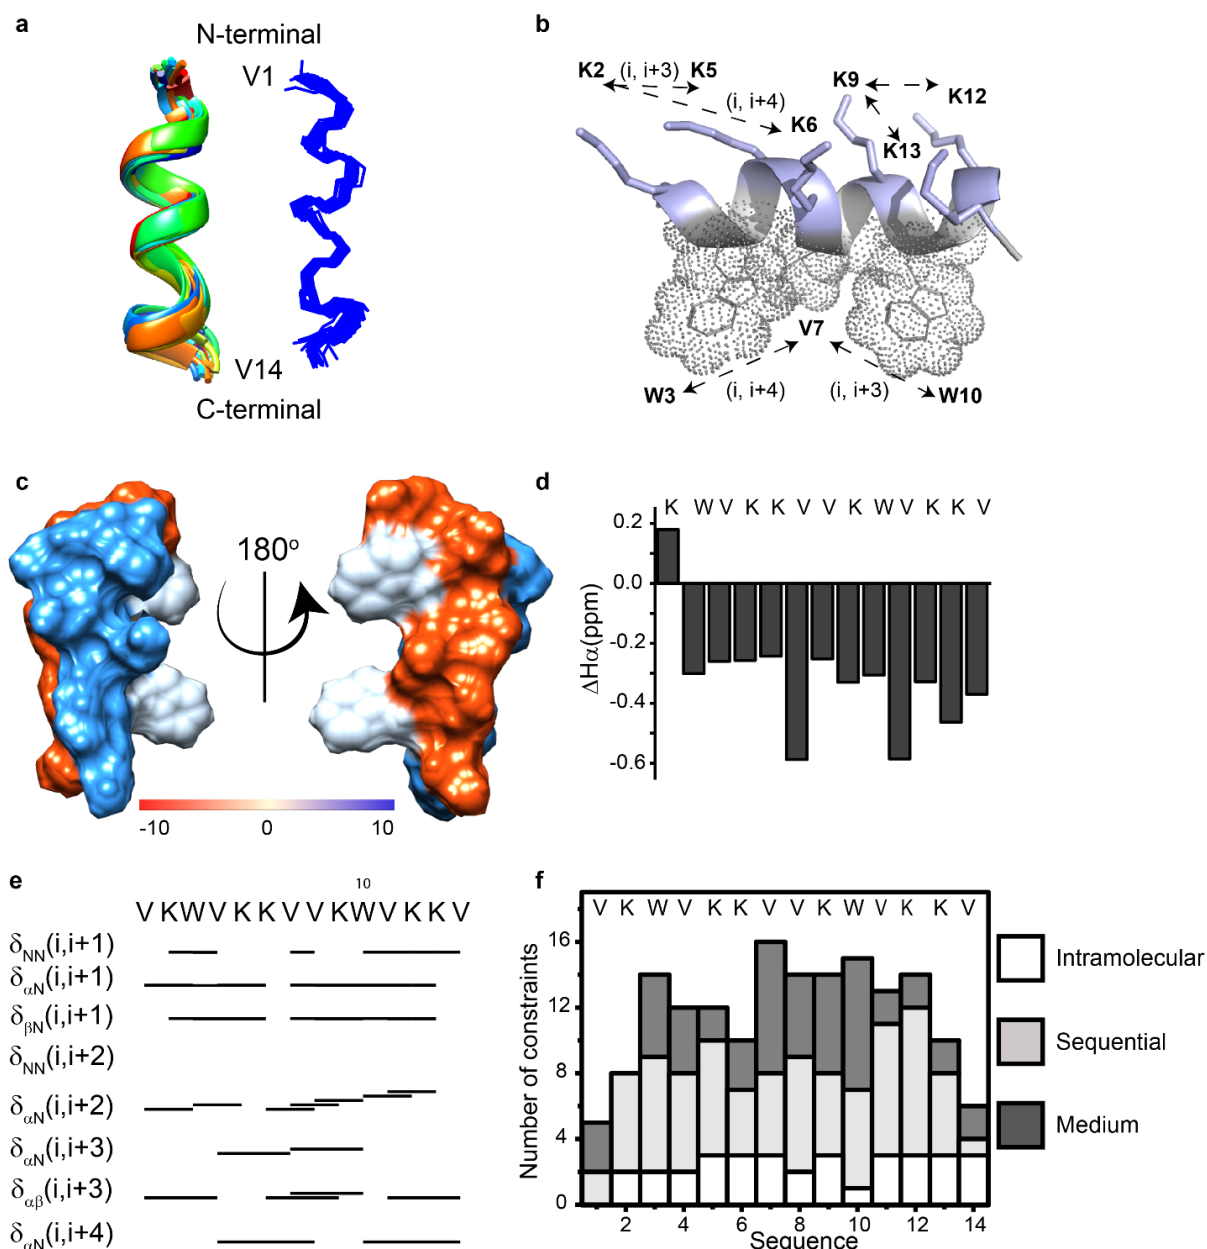 a
N-terminal
V1
V14
C-terminal
b
K2 (i, i+3) K5
(i, i+4)
K6
K9
K12
K13
V7
W3 (i, i+4) (i, i+3) W10
c
180º
-10 0 10
d
K W V K K V V K W V K K V
0.2
0.0
-0.2
-0.4
-0.6
ΔHα(ppm)
e
10
V K W V K K V V K W V K K V
δNN(i,i+1)
δαN(i,i+1)
δβN(i,i+1)
δNN(i,i+2)
δαN(i,i+2)
δαN(i,i+3)
δαβ(i,i+3)
δαN(i,i+4)
f
V K W V K K V V K W V K K V
16
12
8
4
0
Number of constraints
2 4 6 8 10 12 14
Sequence
Intramolecular
Sequential
Medium